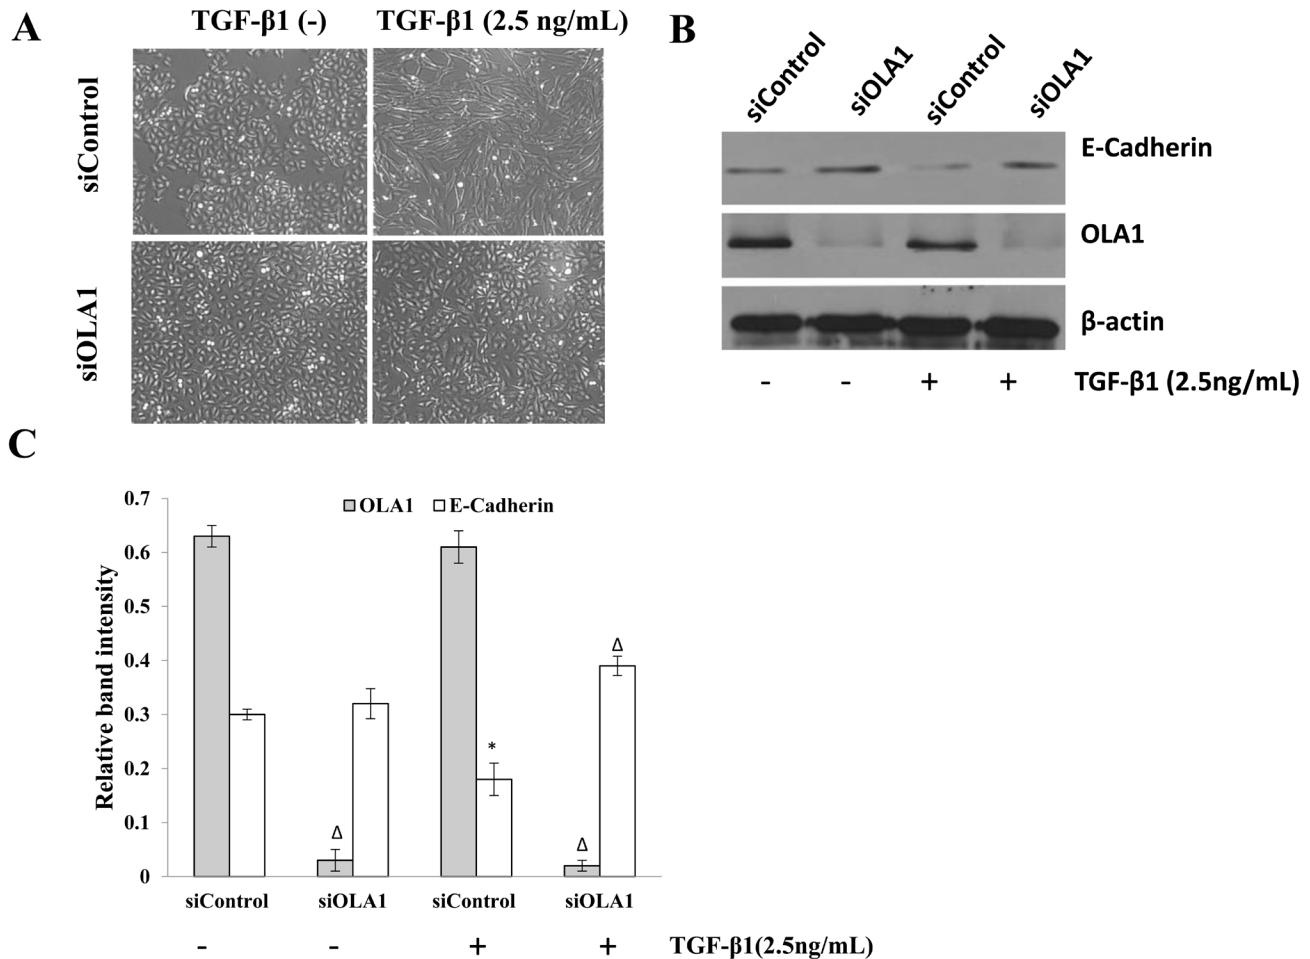 A
TGF-β1 (-)
TGF-β1 (2.5 ng/mL)
siControl
siOLA1
B
siControl
siOLA1
siControl
siOLA1
E-Cadherin
OLA1
β-actin
- - + + TGF-β1 (2.5ng/mL)
C
OLA1 E-Cadherin
Relative band intensity
0.7
0.6
0.5
0.4
0.3
0.2
0.1
0
Δ
*
Δ
Δ
siControl siOLA1 siControl siOLA1
- - + + TGF-β1(2.5ng/mL)